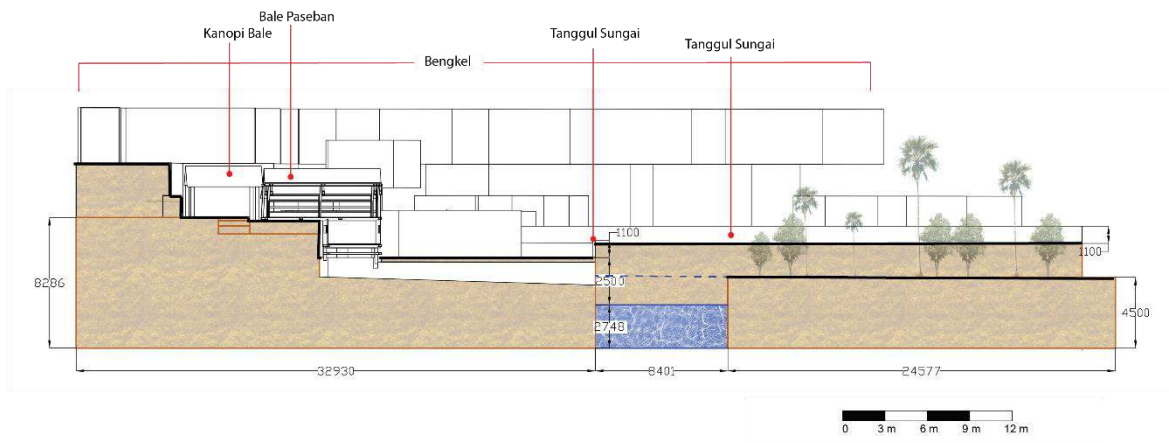 Bale Paseban
Kanopi Bale
Tanggul Sungai
Tanggul Sungai
Bengkel
1100
1100
8286
2500
2748
4500
32930
8401
24577
0 3 m 6 m 9 m 12 m